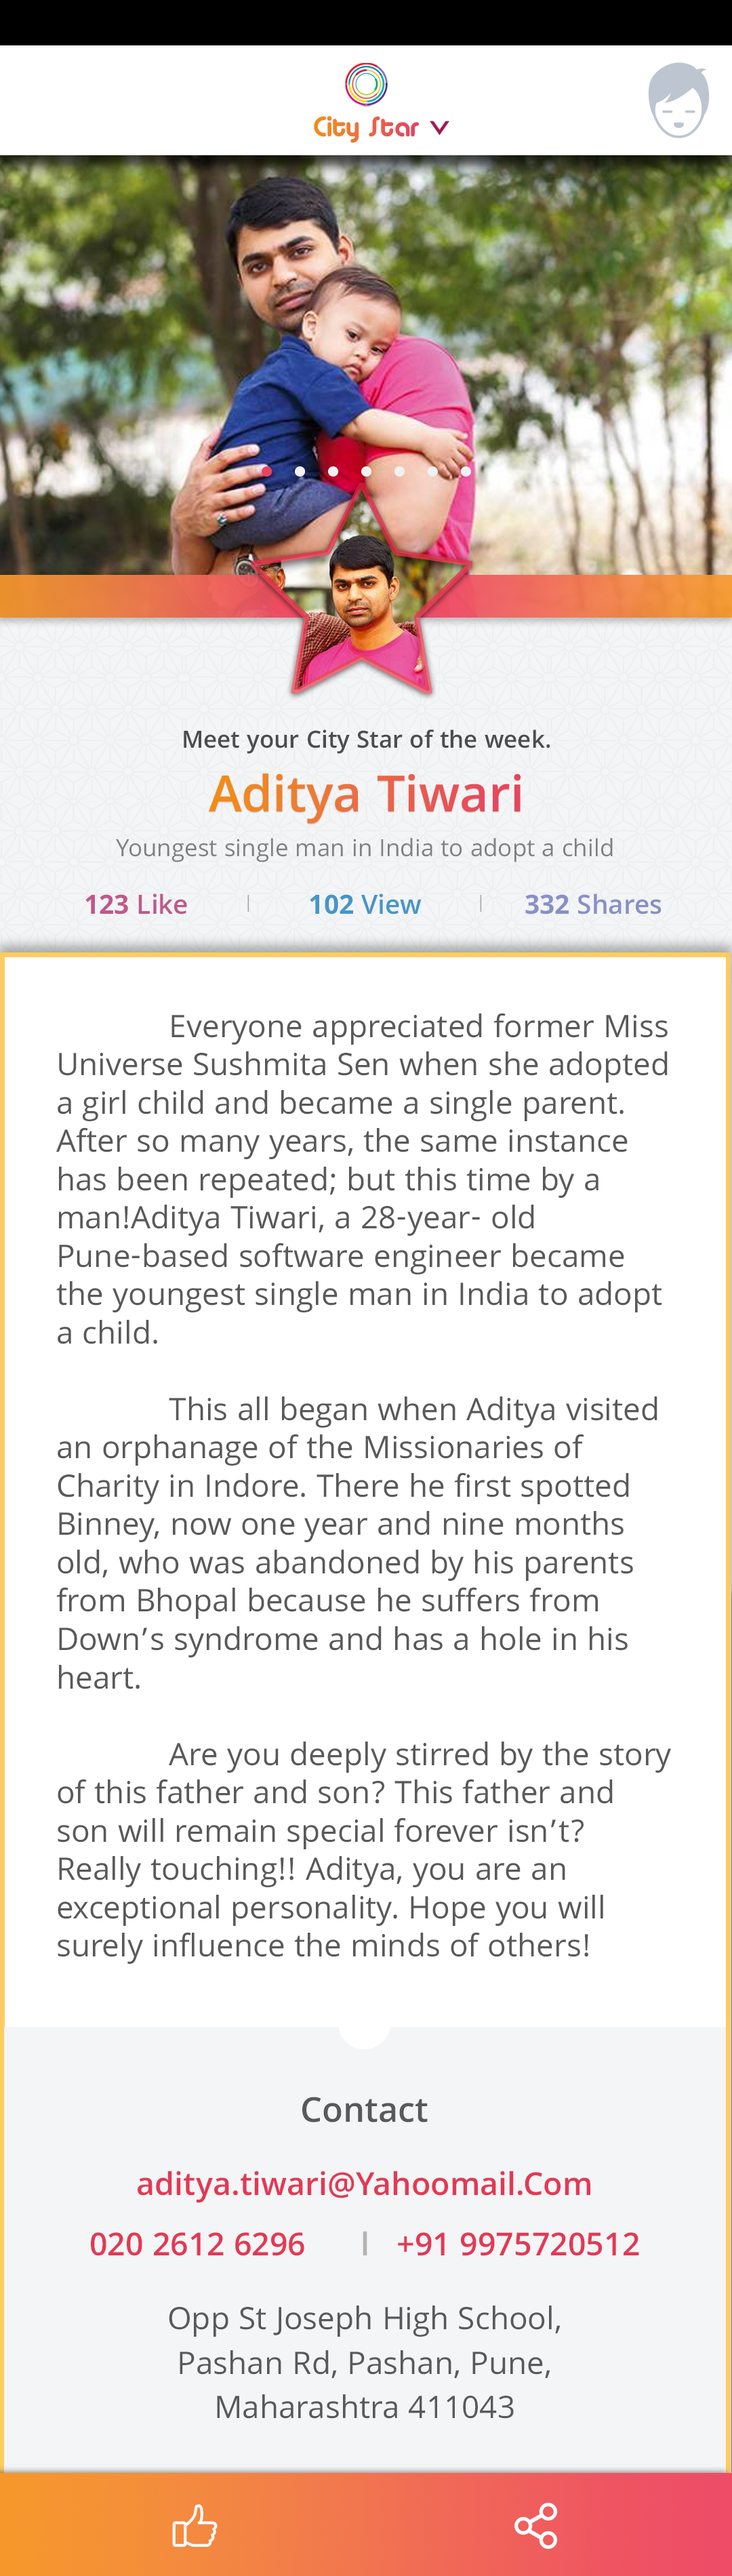 City Star
Meet your City Star of the week.
Aditya Tiwari
Youngest single man in India to adopt a child
123 Like | 102 View | 332 Shares
Everyone appreciated former Miss
Universe Sushmita Sen when she adopted
a girl child and became a single parent.
After so many years, the same instance
has been repeated; but this time by a
man!Aditya Tiwari, a 28-year- old
Pune-based software engineer became
the youngest single man in India to adopt
a child.
This all began when Aditya visited
an orphanage of the Missionaries of
Charity in Indore. There he first spotted
Binney, now one year and nine months
old, who was abandoned by his parents
from Bhopal because he suffers from
Down’s syndrome and has a hole in his
heart.
Are you deeply stirred by the story
of this father and son? This father and
son will remain special forever isn’t?
Really touching!! Aditya, you are an
exceptional personality. Hope you will
surely influence the minds of others!
Contact
aditya.tiwari@Yahoomail.Com
020 2612 6296 | +91 9975720512
Opp St Joseph High School,
Pashan Rd, Pashan, Pune,
Maharashtra 411043